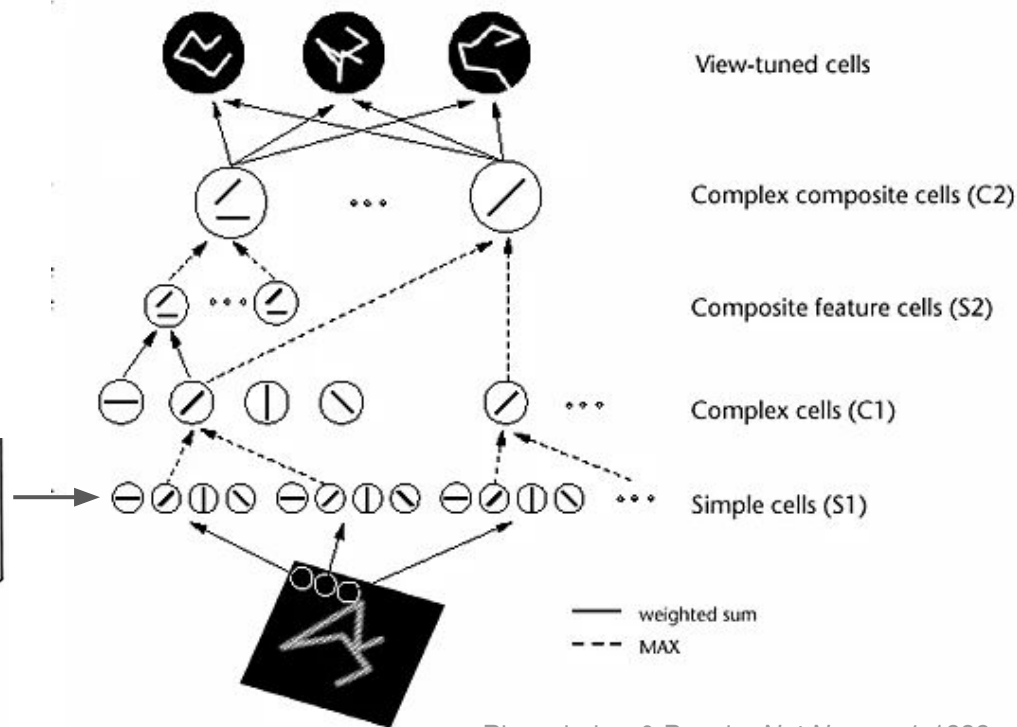 View-tuned cells
Complex composite cells (C2)
Composite feature cells (S2)
Complex cells (C1)
Simple cells (S1)
weighted sum
MAX